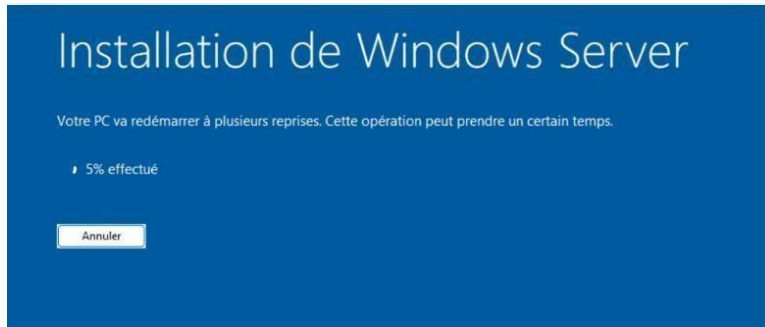 Installation de Windows Server
Votre PC va redémarrer à plusieurs reprises. Cette opération peut prendre un certain temps.
5% effectué
Annuler